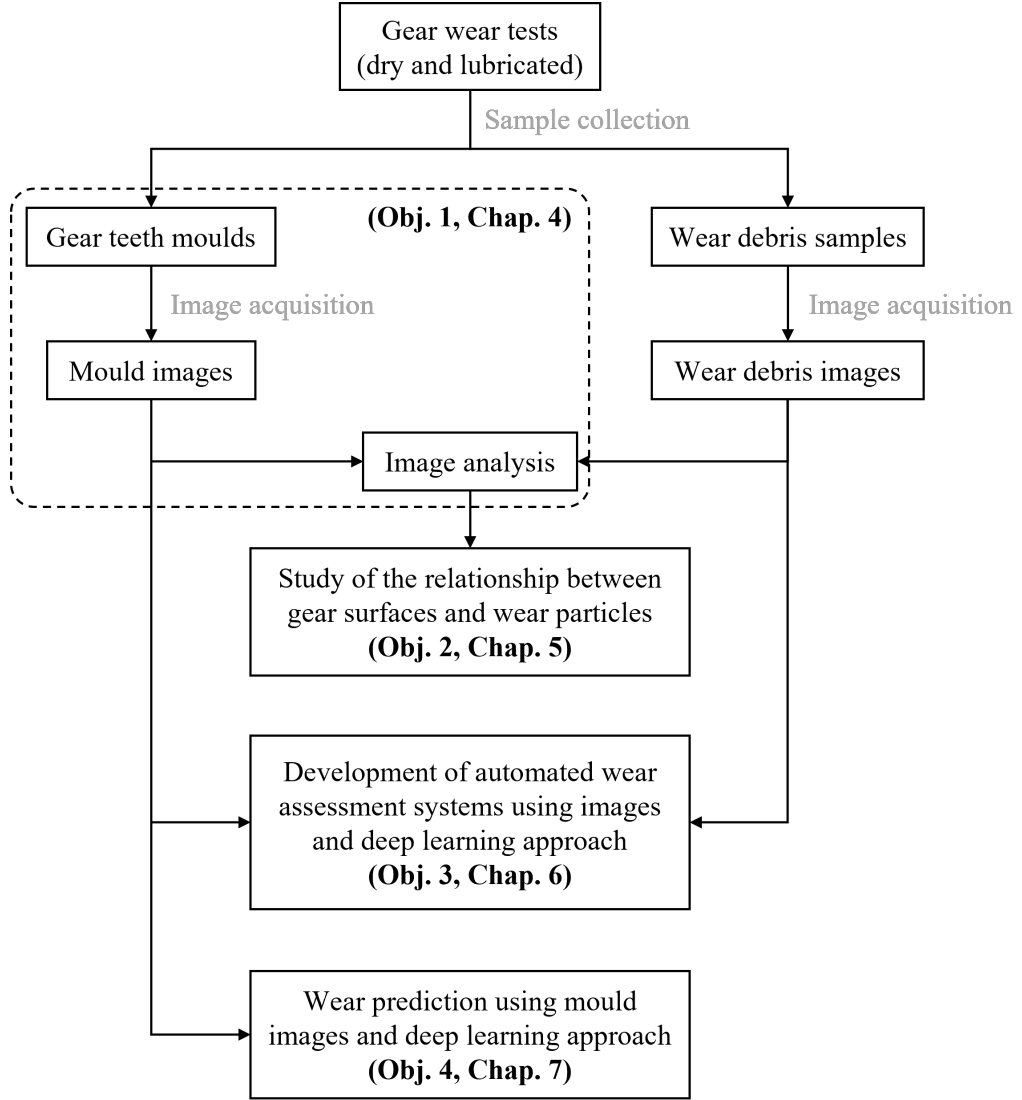 Gear wear tests
(dry and lubricated)
Sample collection
(Obj. 1, Chap. 4)
Gear teeth moulds
Wear debris samples
Image acquisition
Image acquisition
Mould images
Wear debris images
Image analysis
Study of the relationship between
gear surfaces and wear particles
(Obj. 2, Chap. 5)
Development of automated wear
assessment systems using images
and deep learning approach
(Obj. 3, Chap. 6)
Wear prediction using mould
images and deep learning approach
(Obj. 4, Chap. 7)